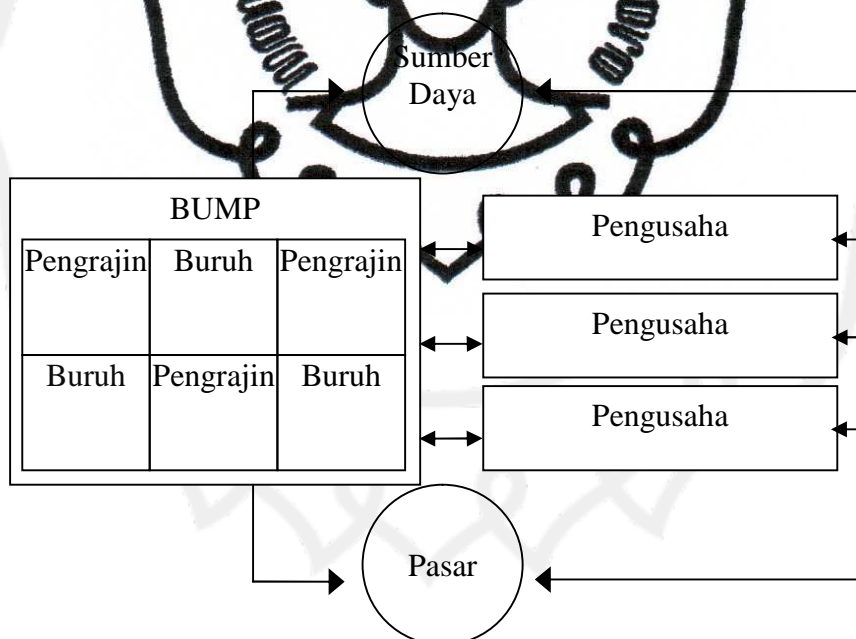 Sumber
Daya
BUMP
Pengrajin Buruh Pengrajin
Buruh Pengrajin Buruh
Pengusaha
Pengusaha
Pengusaha
Pasar